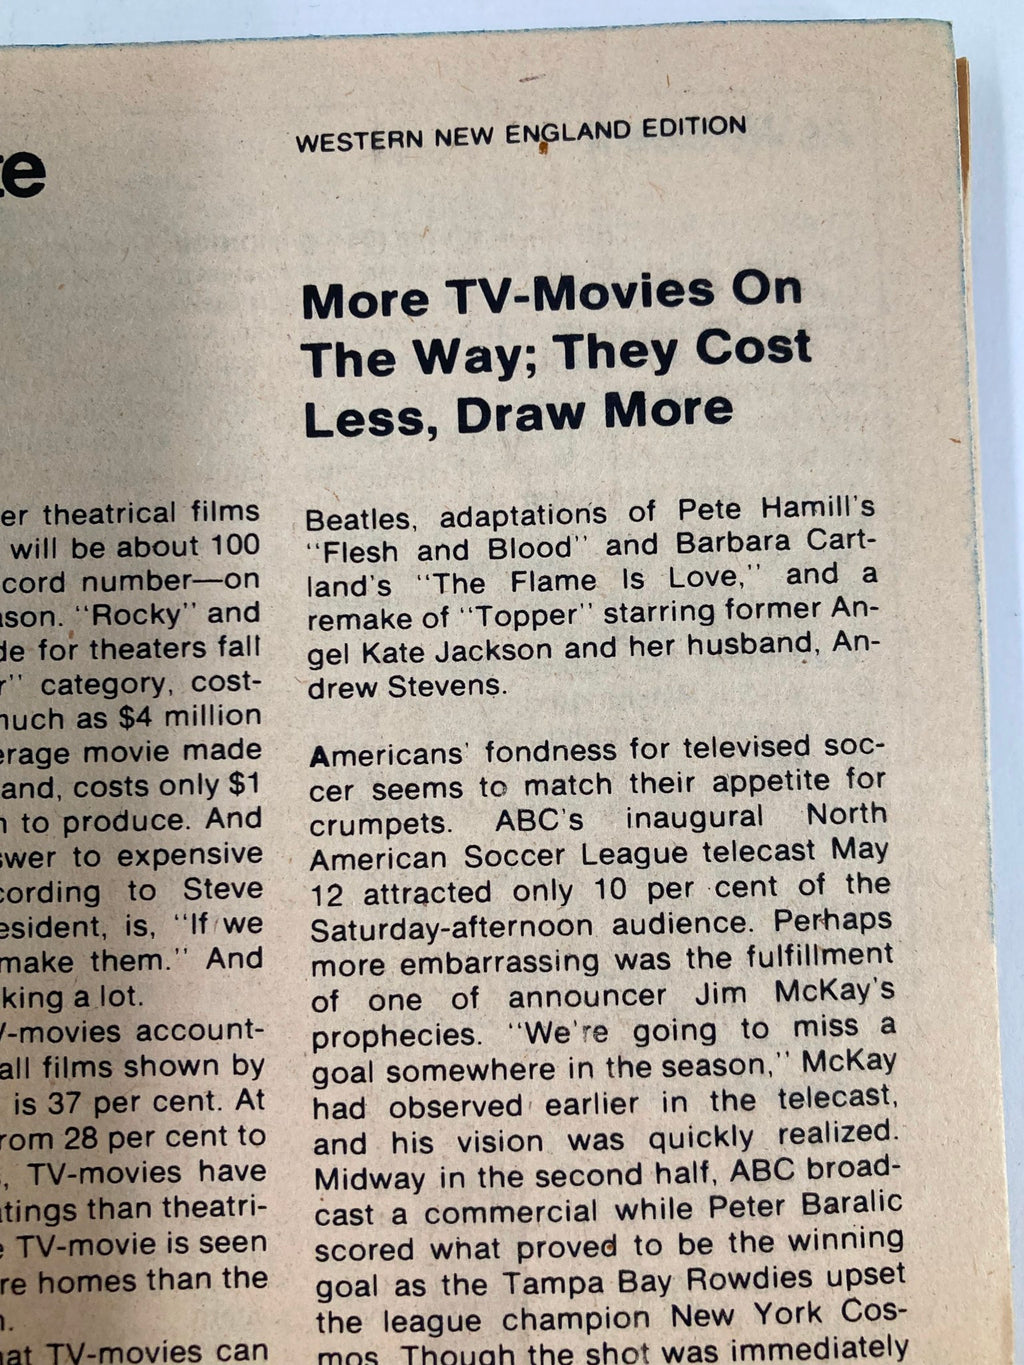 WESTERN NEW ENGLAND EDITION
More TV-Movies On
The Way; They Cost
Less, Draw More
er theatrical films
will be about 100
cord number—on
son. "Rocky" and
de for theaters fall
r" category, cost-
much as $4 million
erage movie made
and, costs only $1
n to produce. And
swer to expensive
cording to Steve
esident, is, "If we
make them." And
king a lot.
V-movies account-
all films shown by
is 37 per cent. At
rom 28 per cent to
, TV-movies have
tings than theatri-
e TV-movie is seen
re homes than the
n.
at TV-movies can
Beatles, adaptations of Pete Hamill's
"Flesh and Blood" and Barbara Cart-
land's "The Flame Is Love," and a
remake of "Topper" starring former An-
gel Kate Jackson and her husband, An-
drew Stevens.
Americans' fondness for televised soc-
cer seems to match their appetite for
crumpets. ABC's inaugural North
American Soccer League telecast May
12 attracted only 10 per cent of the
Saturday-afternoon audience. Perhaps
more embarrassing was the fulfillment
of one of announcer Jim McKay's
prophecies. "We're going to miss a
goal somewhere in the season," McKay
had observed earlier in the telecast,
and his vision was quickly realized.
Midway in the second half, ABC broad-
cast a commercial while Peter Baralic
scored what proved to be the winning
goal as the Tampa Bay Rowdies upset
the league champion New York Cos-
mos. Though the shot was immediately